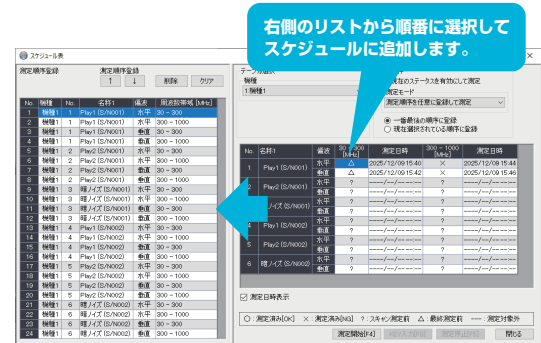 右側のリストから順番に選択して
スケジュールに追加します。
スケジュール表
測定順序登録
測定順序登録
↑ ↓ 削除 クリア
No. 機種 No. 名称1 偏波 周波数帯域 [MHz]
1 機種1 1 Play1 (S/N001) 水平 30 - 300
2 機種1 1 Play1 (S/N001) 水平 300 - 1000
3 機種1 1 Play1 (S/N001) 垂直 30 - 300
4 機種1 1 Play1 (S/N001) 垂直 300 - 1000
5 機種1 2 Play2 (S/N001) 水平 30 - 300
6 機種1 2 Play2 (S/N001) 水平 300 - 1000
7 機種1 2 Play2 (S/N001) 垂直 30 - 300
8 機種1 2 Play2 (S/N001) 垂直 300 - 1000
9 機種1 3 暗ノイズ (S/N001) 水平 30 - 300
10 機種1 3 暗ノイズ (S/N001) 水平 300 - 1000
11 機種1 3 暗ノイズ (S/N001) 垂直 30 - 300
12 機種1 3 暗ノイズ (S/N001) 垂直 300 - 1000
13 機種1 4 Play1 (S/N002) 水平 30 - 300
14 機種1 4 Play1 (S/N002) 水平 300 - 1000
15 機種1 4 Play1 (S/N002) 垂直 30 - 300
16 機種1 4 Play1 (S/N002) 垂直 300 - 1000
17 機種1 5 Play2 (S/N002) 水平 30 - 300
18 機種1 5 Play2 (S/N002) 水平 300 - 1000
19 機種1 5 Play2 (S/N002) 垂直 30 - 300
20 機種1 5 Play2 (S/N002) 垂直 300 - 1000
21 機種1 6 暗ノイズ (S/N002) 水平 30 - 300
22 機種1 6 暗ノイズ (S/N002) 水平 300 - 1000
23 機種1 6 暗ノイズ (S/N002) 垂直 30 - 300
24 機種1 6 暗ノイズ (S/N002) 垂直 300 - 1000
機種
1:機種1
現在のステータスを有効にして測定
測定モード
測定順序を任意に登録して測定
一番最後の順序に登録
現在選択されている順序に登録
No. 名称1 偏波 30 - 300 [MHz] 測定日時 300 - 1000 [MHz] 測定日時
1 Play1 (S/N001) 水平 △ 2025/12/09 15:40 × 2025/12/09 15:44
垂直 △ 2025/12/09 15:42 × 2025/12/09 15:46
2 Play2 (S/N001) 水平 ? ----/--/-- --:-- ? ----/--/-- --:--
垂直 ? ----/--/-- --:-- ? ----/--/-- --:--
ノイズ (S/N001) 水平 ? ----/--/-- --:-- ? ----/--/-- --:--
垂直 ? ----/--/-- --:-- ? ----/--/-- --:--
4 Play1 (S/N002) 水平 ? ----/--/-- --:-- ? ----/--/-- --:--
垂直 ? ----/--/-- --:-- ? ----/--/-- --:--
5 Play2 (S/N002) 水平 ? ----/--/-- --:-- ? ----/--/-- --:--
垂直 ? ----/--/-- --:-- ? ----/--/-- --:--
6 暗ノイズ (S/N002) 水平 ? ----/--/-- --:-- ? ----/--/-- --:--
垂直 ? ----/--/-- --:-- ? ----/--/-- --:--
測定日時表示
○ : 測定済み[OK] × : 測定済み[NG] ? : スキャン測定前 △ : 最終測定前 --- : 測定対象外
測定開始[F4] 閉じる